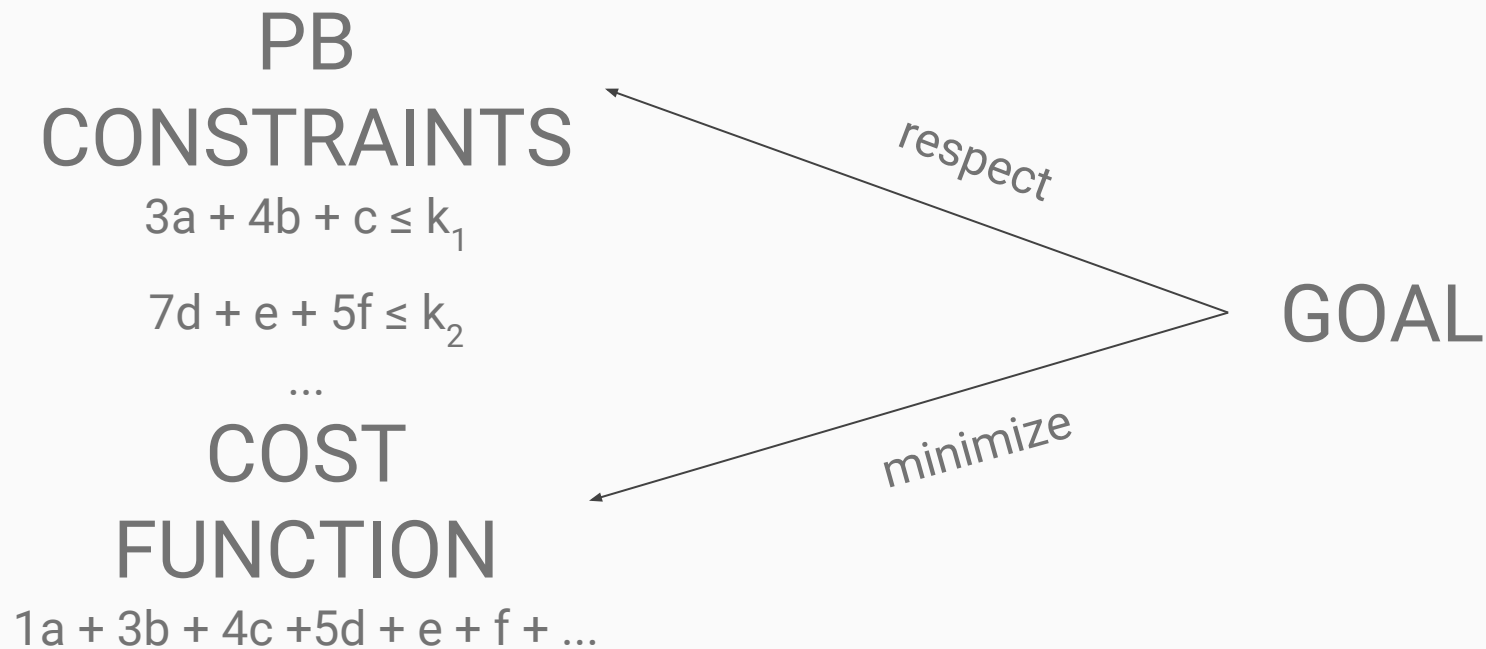 PB
CONSTRAINTS
3a + 4b + c ≤ k₁
7d + e + 5f ≤ k₂
...
COST
FUNCTION
1a + 3b + 4c +5d + e + f + ...
respect
minimize
GOAL